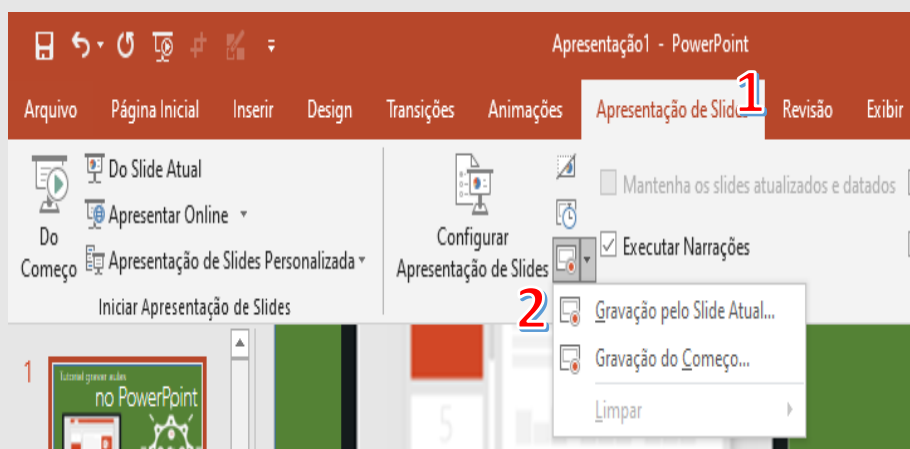 Apresentação1 - PowerPoint
1
Arquivo Página Inicial Inserir Design Transições Animações Apresentação de Slides Revisão Exibir
Do Slide Atual
Apresentar Online
Apresentação de Slides Personalizada
Do
Começo
Iniciar Apresentação de Slides
Configurar
Apresentação de Slides
Mantenha os slides atualizados e datados
Executar Narrações
2
Gravação pelo Slide Atual...
Gravação do Começo...
Limpar
1
Tutorial gravar aulas
no PowerPoint
5